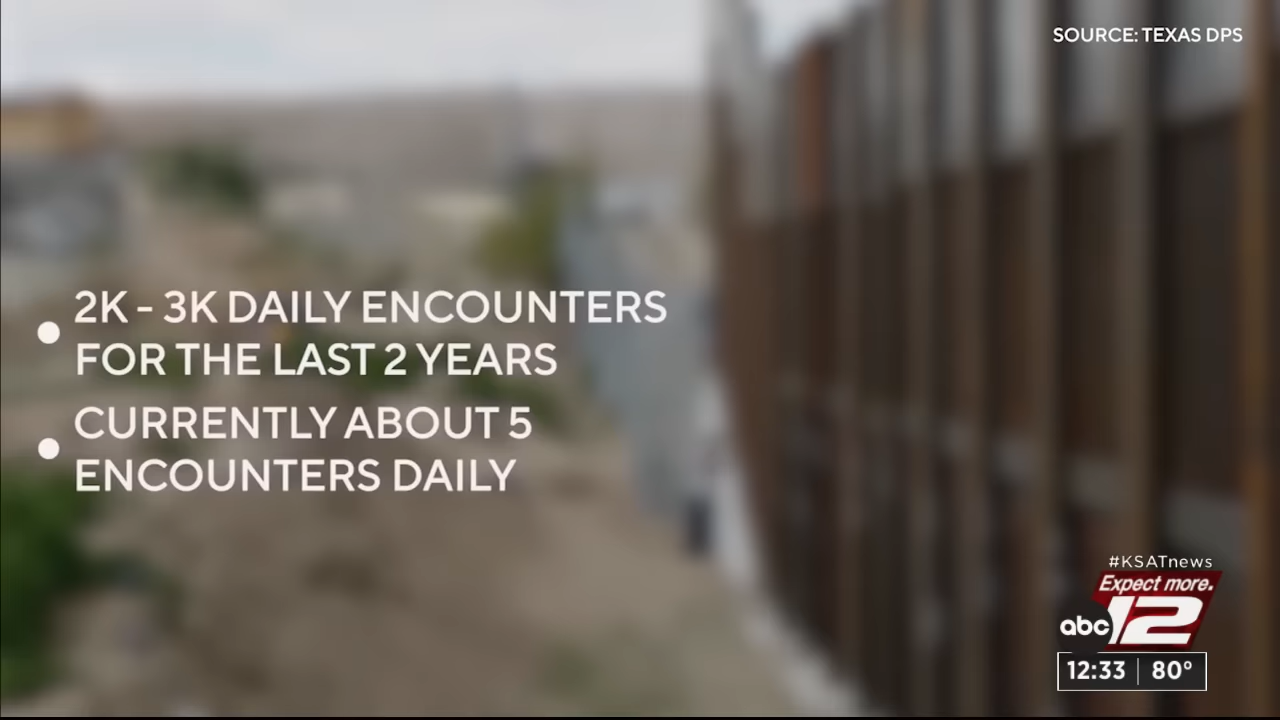 SOURCE: TEXAS DPS
2K - 3K DAILY ENCOUNTERS
FOR THE LAST 2 YEARS
CURRENTLY ABOUT 5
ENCOUNTERS DAILY
#KSATnews
Expect more.
abc 12
12:33 80°